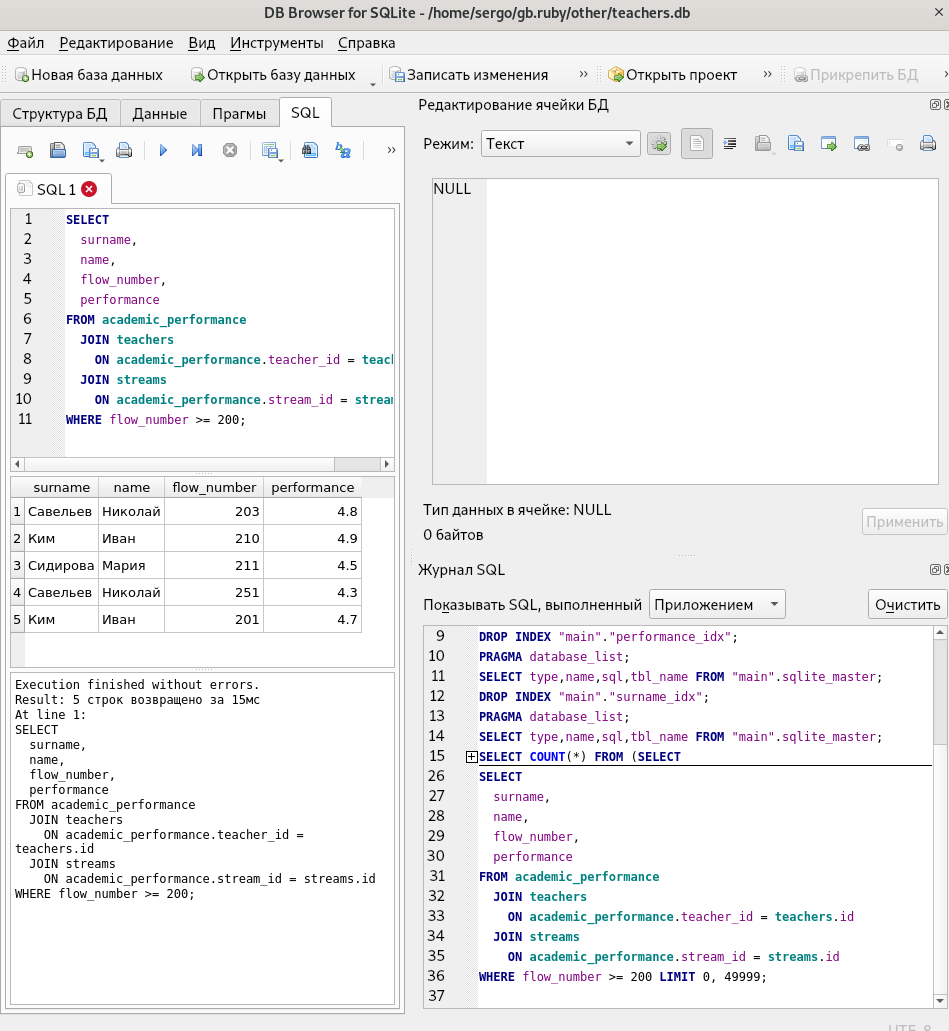 DB Browser for SQLite - /home/sergo/gb.ruby/other/teachers.db
Файл Редактирование Вид Инструменты Справка
Новая база данных Открыть базу данных Записать изменения » Открыть проект » Прикрепить БД
Структура БД Данные Прагмы SQL
SQL 1
1 SELECT
2 surname,
3 name,
4 flow_number,
5 performance
6 FROM academic_performance
7 JOIN teachers
8 ON academic_performance.teacher_id = teach
9 JOIN streams
10 ON academic_performance.stream_id = stream
11 WHERE flow_number >= 200;
surname name flow_number performance
1 Савельев Николай 203 4.8
2 Ким Иван 210 4.9
3 Сидирова Мария 211 4.5
4 Савельев Николай 251 4.3
5 Ким Иван 201 4.7
Execution finished without errors.
Result: 5 строк возвращено за 15мс
At line 1:
SELECT
surname,
name,
flow_number,
performance
FROM academic_performance
JOIN teachers
ON academic_performance.teacher_id =
teachers.id
JOIN streams
ON academic_performance.stream_id = streams.id
WHERE flow_number >= 200;
Редактирование ячейки БД
Режим: Текст
NULL
Тип данных в ячейке: NULL
0 байтов
Применить
Журнал SQL
Показывать SQL, выполненный Приложением Очистить
9 DROP INDEX "main"."performance_idx";
10 PRAGMA database_list;
11 SELECT type,name,sql,tbl_name FROM "main".sqlite_master;
12 DROP INDEX "main"."surname_idx";
13 PRAGMA database_list;
14 SELECT type,name,sql,tbl_name FROM "main".sqlite_master;
15 SELECT COUNT(*) FROM (SELECT
26 SELECT
27 surname,
28 name,
29 flow_number,
30 performance
31 FROM academic_performance
32 JOIN teachers
33 ON academic_performance.teacher_id = teachers.id
34 JOIN streams
35 ON academic_performance.stream_id = streams.id
36 WHERE flow_number >= 200 LIMIT 0, 49999;
37
UTF-8